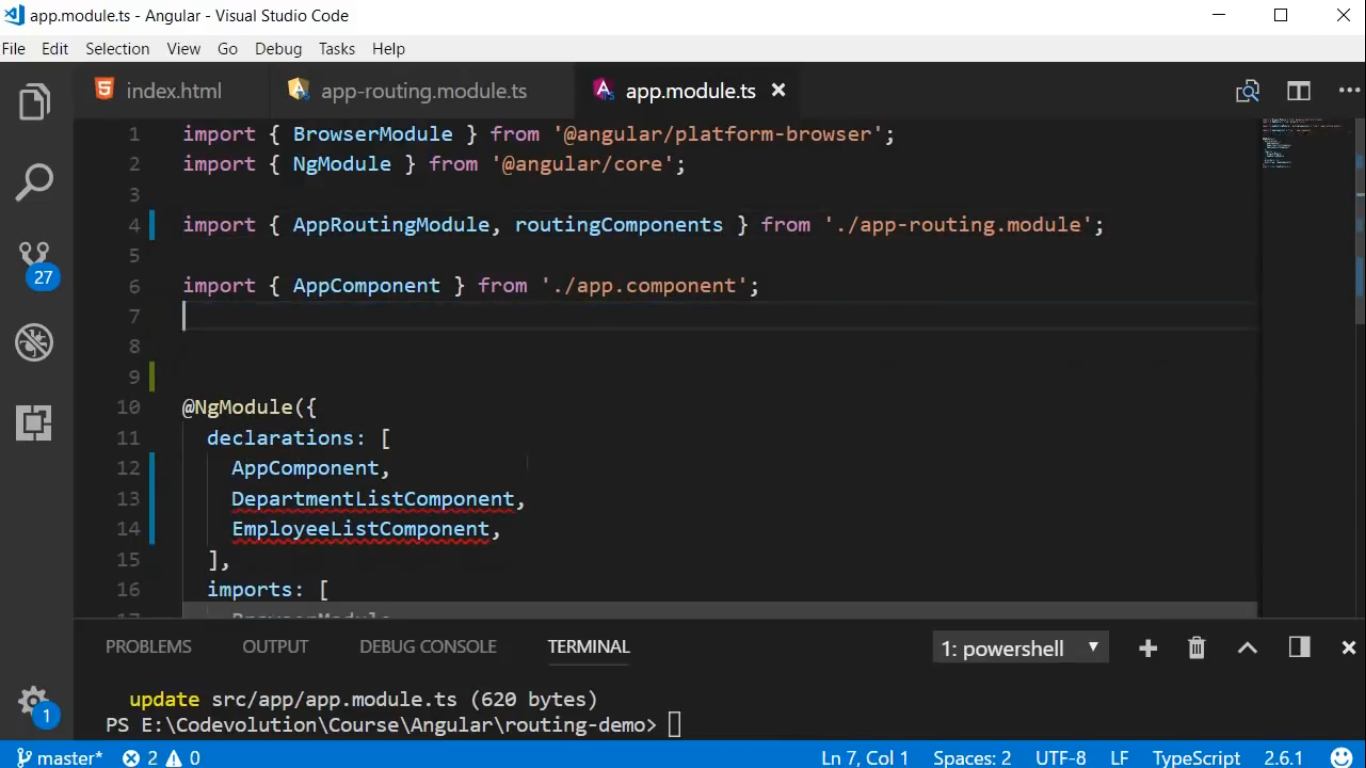 app.module.ts - Angular - Visual Studio Code
File Edit Selection View Go Debug Tasks Help
index.html app-routing.module.ts app.module.ts
1 import { BrowserModule } from '@angular/platform-browser';
2 import { NgModule } from '@angular/core';
3
4 import { AppRoutingModule, routingComponents } from './app-routing.module';
5
6 import { AppComponent } from './app.component';
7
8
9
10 @NgModule({
11 declarations: [
12 AppComponent,
13 DepartmentListComponent,
14 EmployeeListComponent,
15 ],
16 imports: [
17 BrowserModule
27
1
PROBLEMS OUTPUT DEBUG CONSOLE TERMINAL 1: powershell
update src/app/app.module.ts (620 bytes)
PS E:\Codevolution\Course\Angular\routing-demo>
master* 2 0 Ln 7, Col 1 Spaces: 2 UTF-8 LF TypeScript 2.6.1